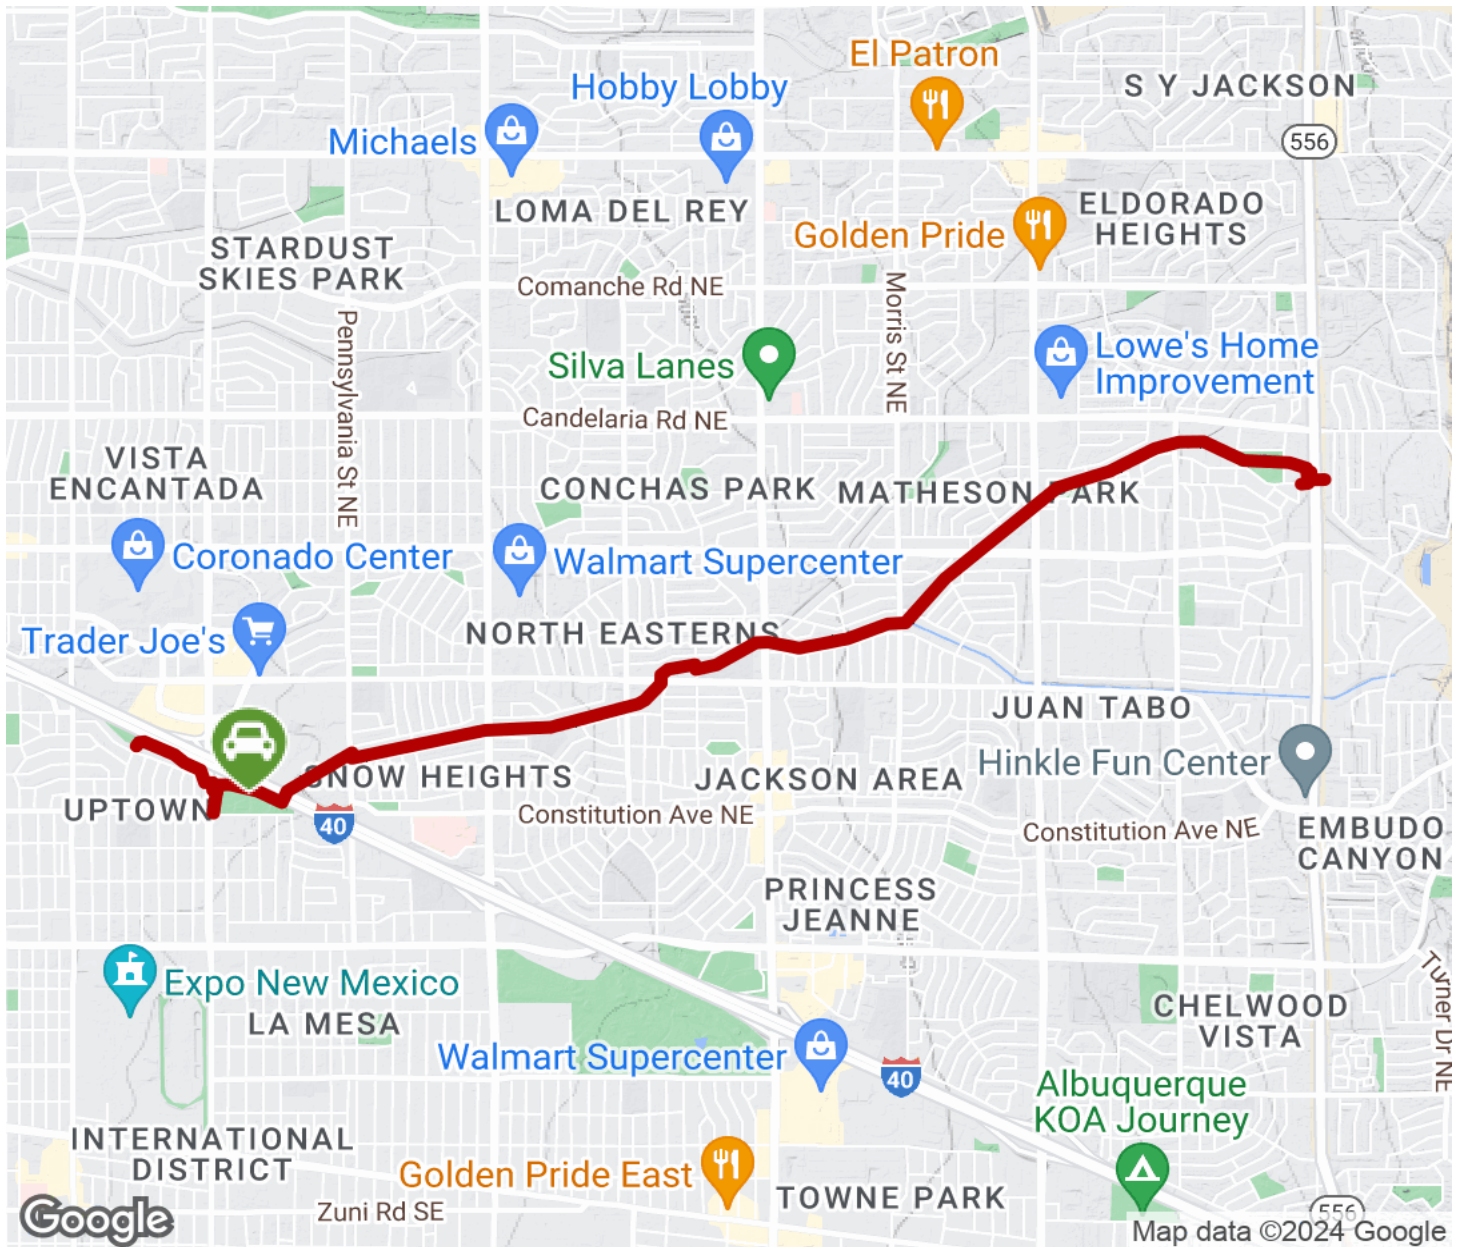 El Patron
S Y JACKSON
Hobby Lobby
Michaels
556
LOMA DEL REY
ELDORADO
HEIGHTS
Golden Pride
STARDUST
SKIES PARK
Comanche Rd NE
Morris St NE
Pennsylvania St NE
Silva Lanes
Lowe's Home
Improvement
Candelaria Rd NE
VISTA
ENCANTADA
CONCHAS PARK
MATHESON PARK
Coronado Center
Walmart Supercenter
Trader Joe's
NORTH EASTERNS
JUAN TABO
SNOW HEIGHTS
JACKSON AREA
Hinkle Fun Center
UPTOWN
40
Constitution Ave NE
Constitution Ave NE
EMBUDO
CANYON
PRINCESS
JEANNE
Expo New Mexico
LA MESA
Turner Dr NE
CHELWOOD
VISTA
Walmart Supercenter
40
Albuquerque
KOA Journey
INTERNATIONAL
DISTRICT
Golden Pride East
TOWNE PARK
Zuni Rd SE
556
Google
Map data ©2024 Google